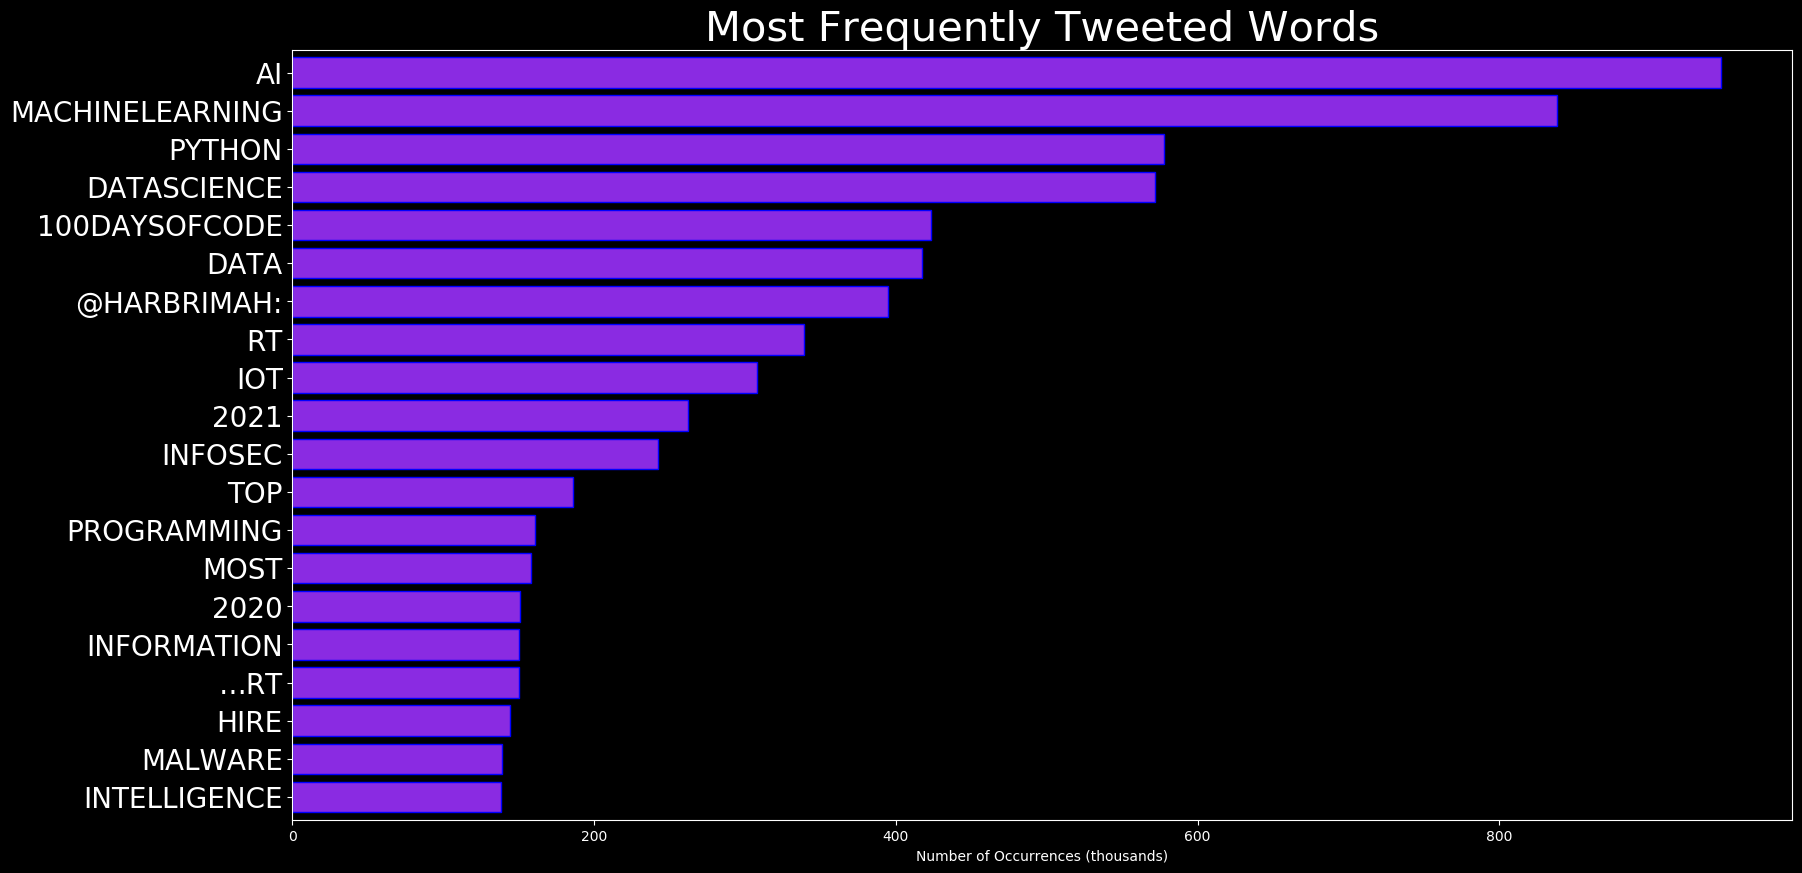 Most Frequently Tweeted Words
AI
MACHINELEARNING
PYTHON
DATASCIENCE
100DAYSOFCODE
DATA
@HARBRIMAH:
RT
IOT
2021
INFOSEC
TOP
PROGRAMMING
MOST
2020
INFORMATION
…RT
HIRE
MALWARE
INTELLIGENCE
0 200 400 600 800
Number of Occurrences (thousands)